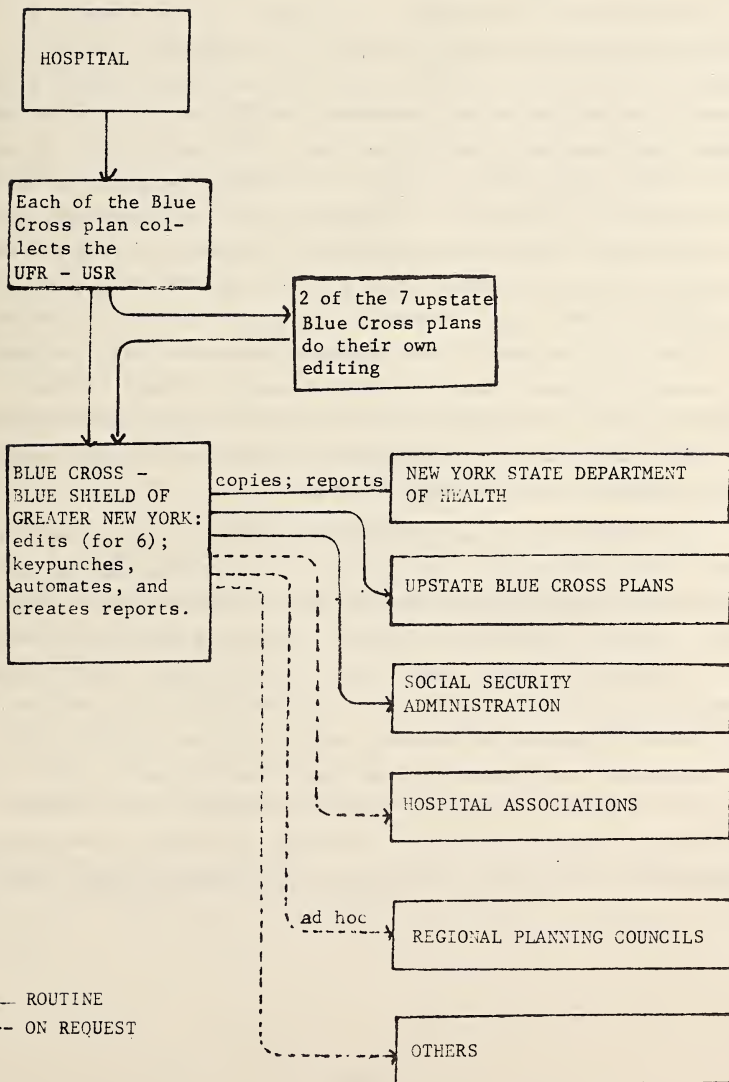 HOSPITAL
Each of the Blue
Cross plan col-
lects the
UFR - USR
2 of the 7 upstate
Blue Cross plans
do their own
editing
BLUE CROSS -
BLUE SHIELD OF
GREATER NEW YORK:
edits (for 6);
keypunches,
automates, and
creates reports.
copies; reports
NEW YORK STATE DEPARTMENT
OF HEALTH
UPSTATE BLUE CROSS PLANS
SOCIAL SECURITY
ADMINISTRATION
HOSPITAL ASSOCIATIONS
ad hoc
REGIONAL PLANNING COUNCILS
OTHERS
ROUTINE
ON REQUEST